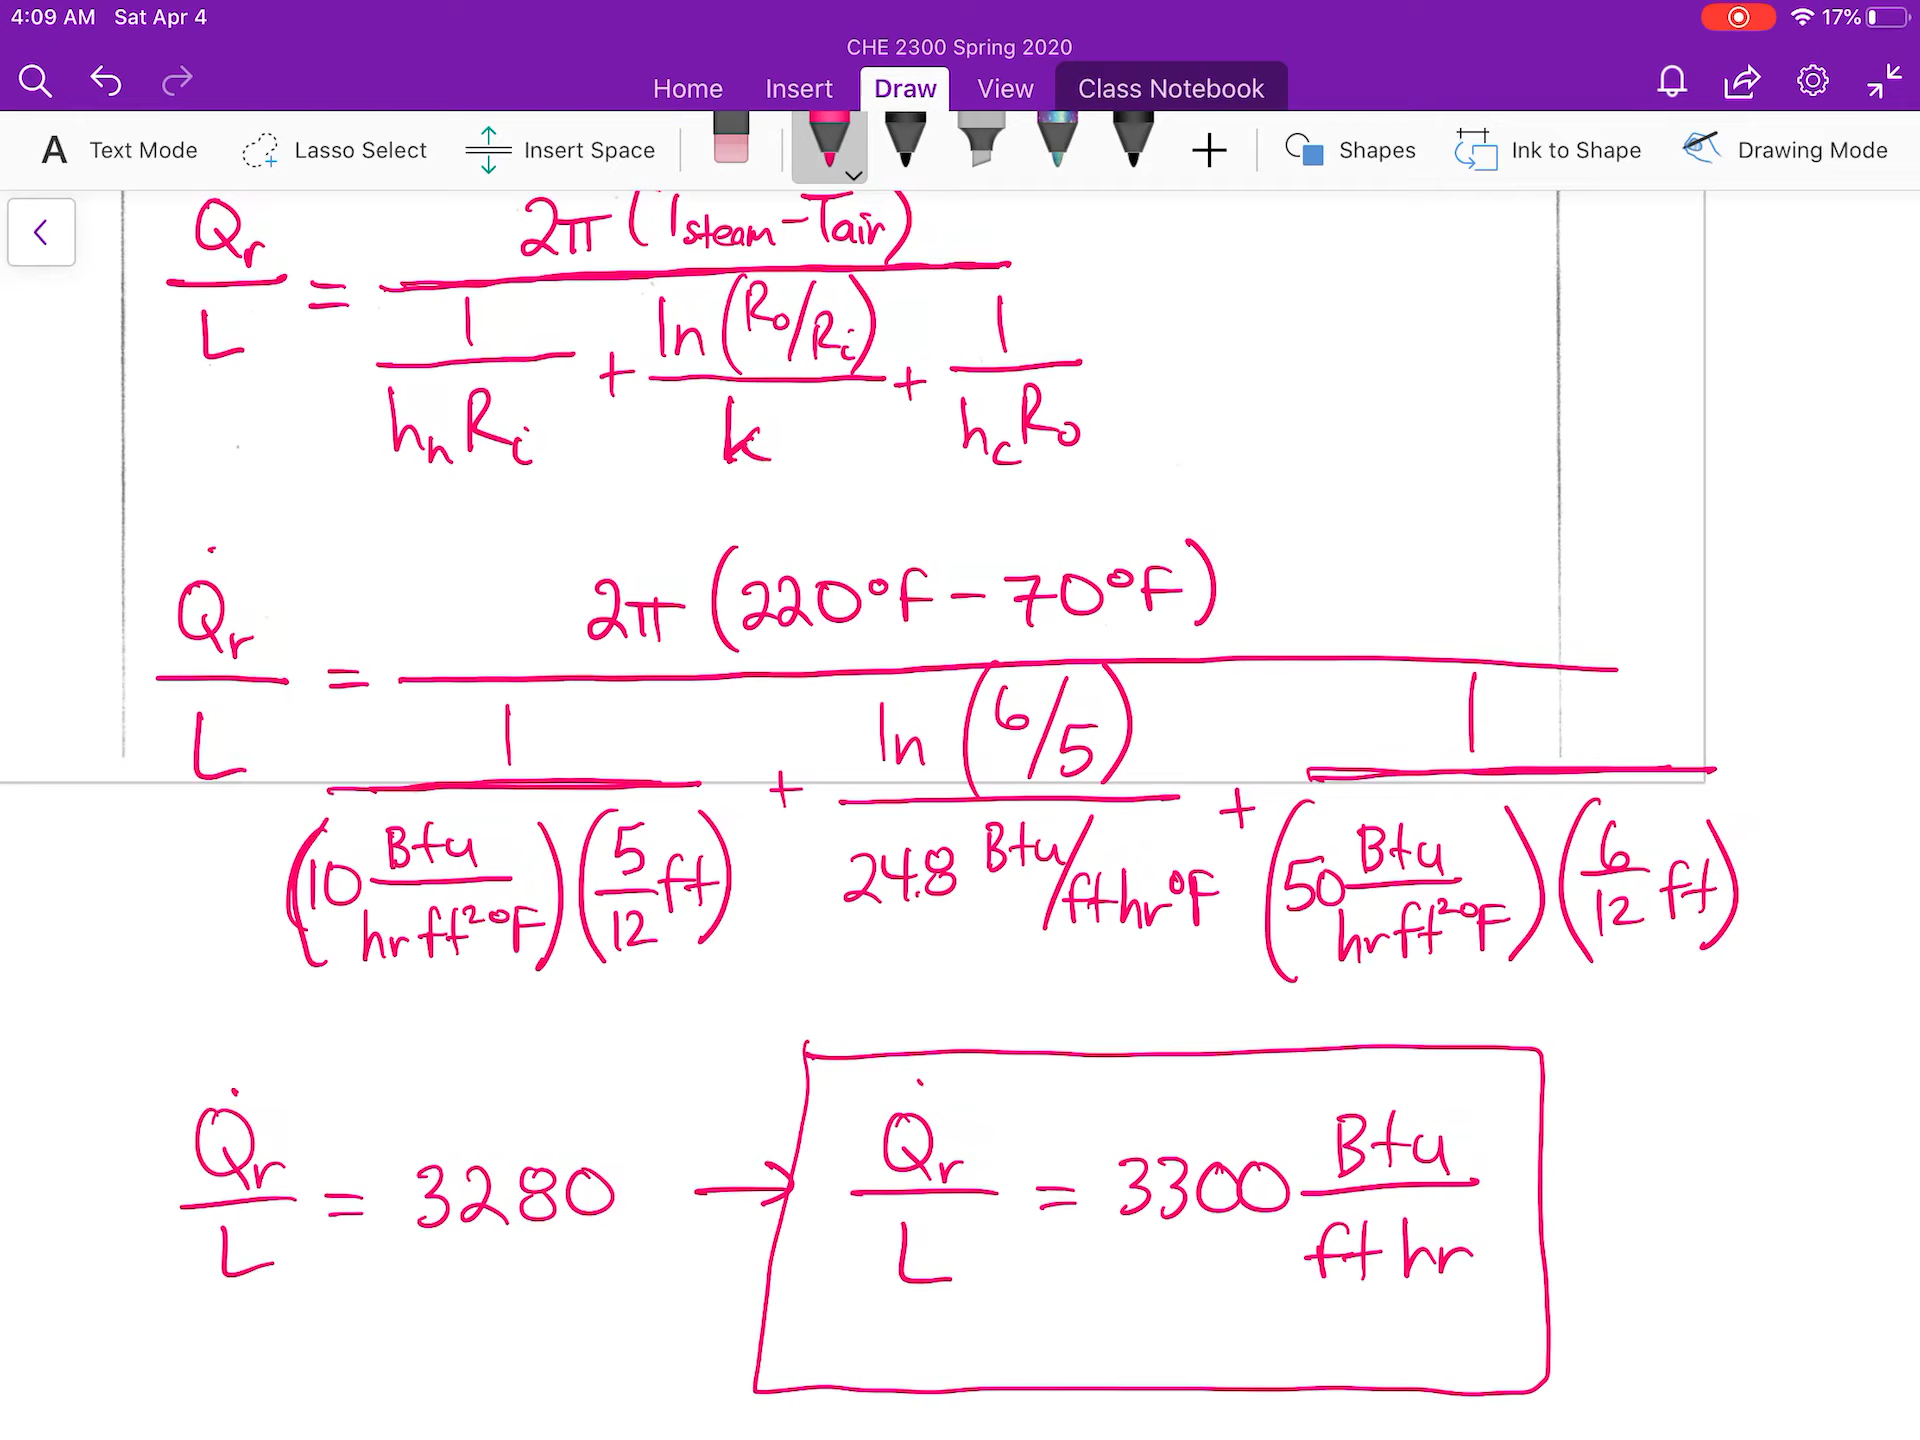 4:09 AM Sat Apr 4
17%
CHE 2300 Spring 2020
Home Insert Draw View Class Notebook
A Text Mode Lasso Select Insert Space Shapes Ink to Shape Drawing Mode
Qr/L = 2π(Tsteam-Tair) / (1/(hh Ri) + ln(Ro/Ri)/k + 1/(hc Ro))
Q̇r/L = 2π(220°F - 70°F) / (1/((10 Btu/hr ft²°F)(5/12 ft)) + ln(6/5)/(24.8 Btu/ft hr °F) + 1/((50 Btu/hr ft²°F)(6/12 ft)))
Q̇r/L = 3280 → Q̇r/L = 3300 Btu/ft hr